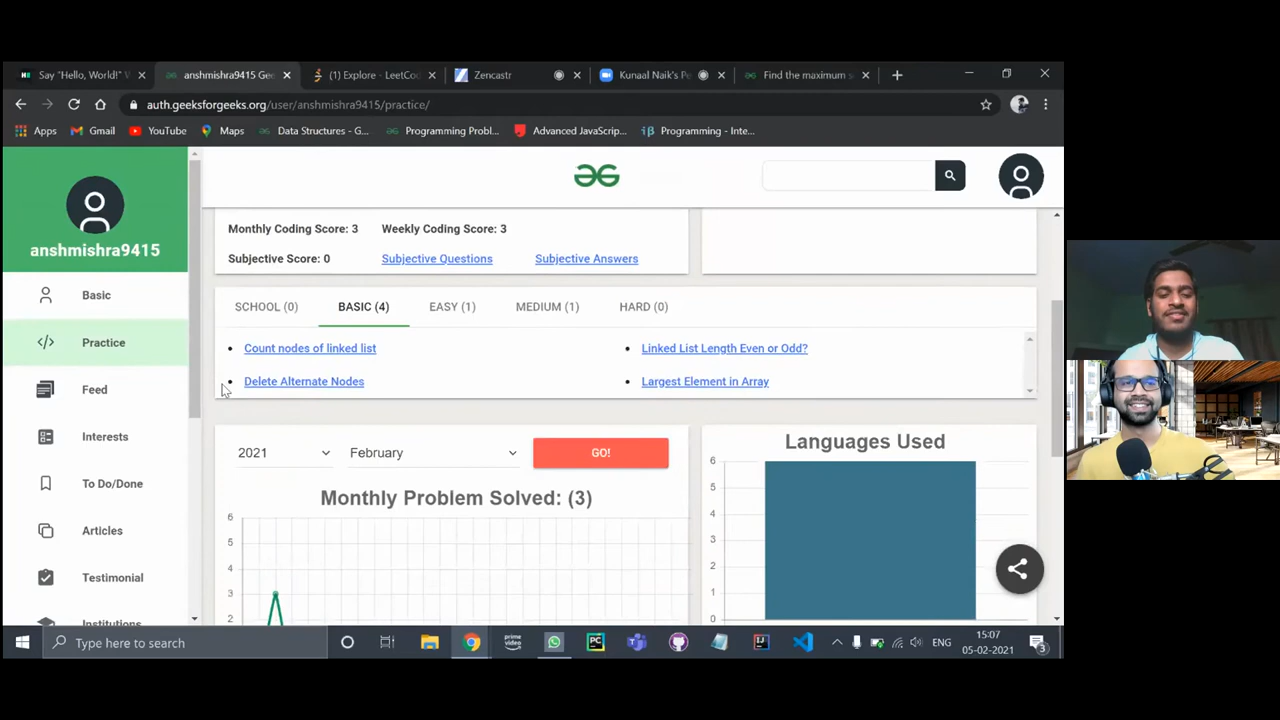 Say "Hello, World!" W
anshmishra9415 Gee
(1) Explore - LeetCo
Zencastr
Kunaal Naik's Pe
Find the maximum s
auth.geeksforgeeks.org/user/anshmishra9415/practice/
Apps
Gmail
YouTube
Maps
Data Structures - G...
Programming Probl...
Advanced JavaScrip...
Programming - Inte...
anshmishra9415
Basic
Practice
Feed
Interests
To Do/Done
Articles
Testimonial
Institutions
Monthly Coding Score: 3
Weekly Coding Score: 3
Subjective Score: 0
Subjective Questions
Subjective Answers
SCHOOL (0)
BASIC (4)
EASY (1)
MEDIUM (1)
HARD (0)
Count nodes of linked list
Linked List Length Even or Odd?
Delete Alternate Nodes
Largest Element in Array
2021
February
GO!
Monthly Problem Solved: (3)
6
5
4
3
2
Languages Used
6
5
4
3
2
1
0
Type here to search
prime video
ENG
15:07
05-02-2021
3